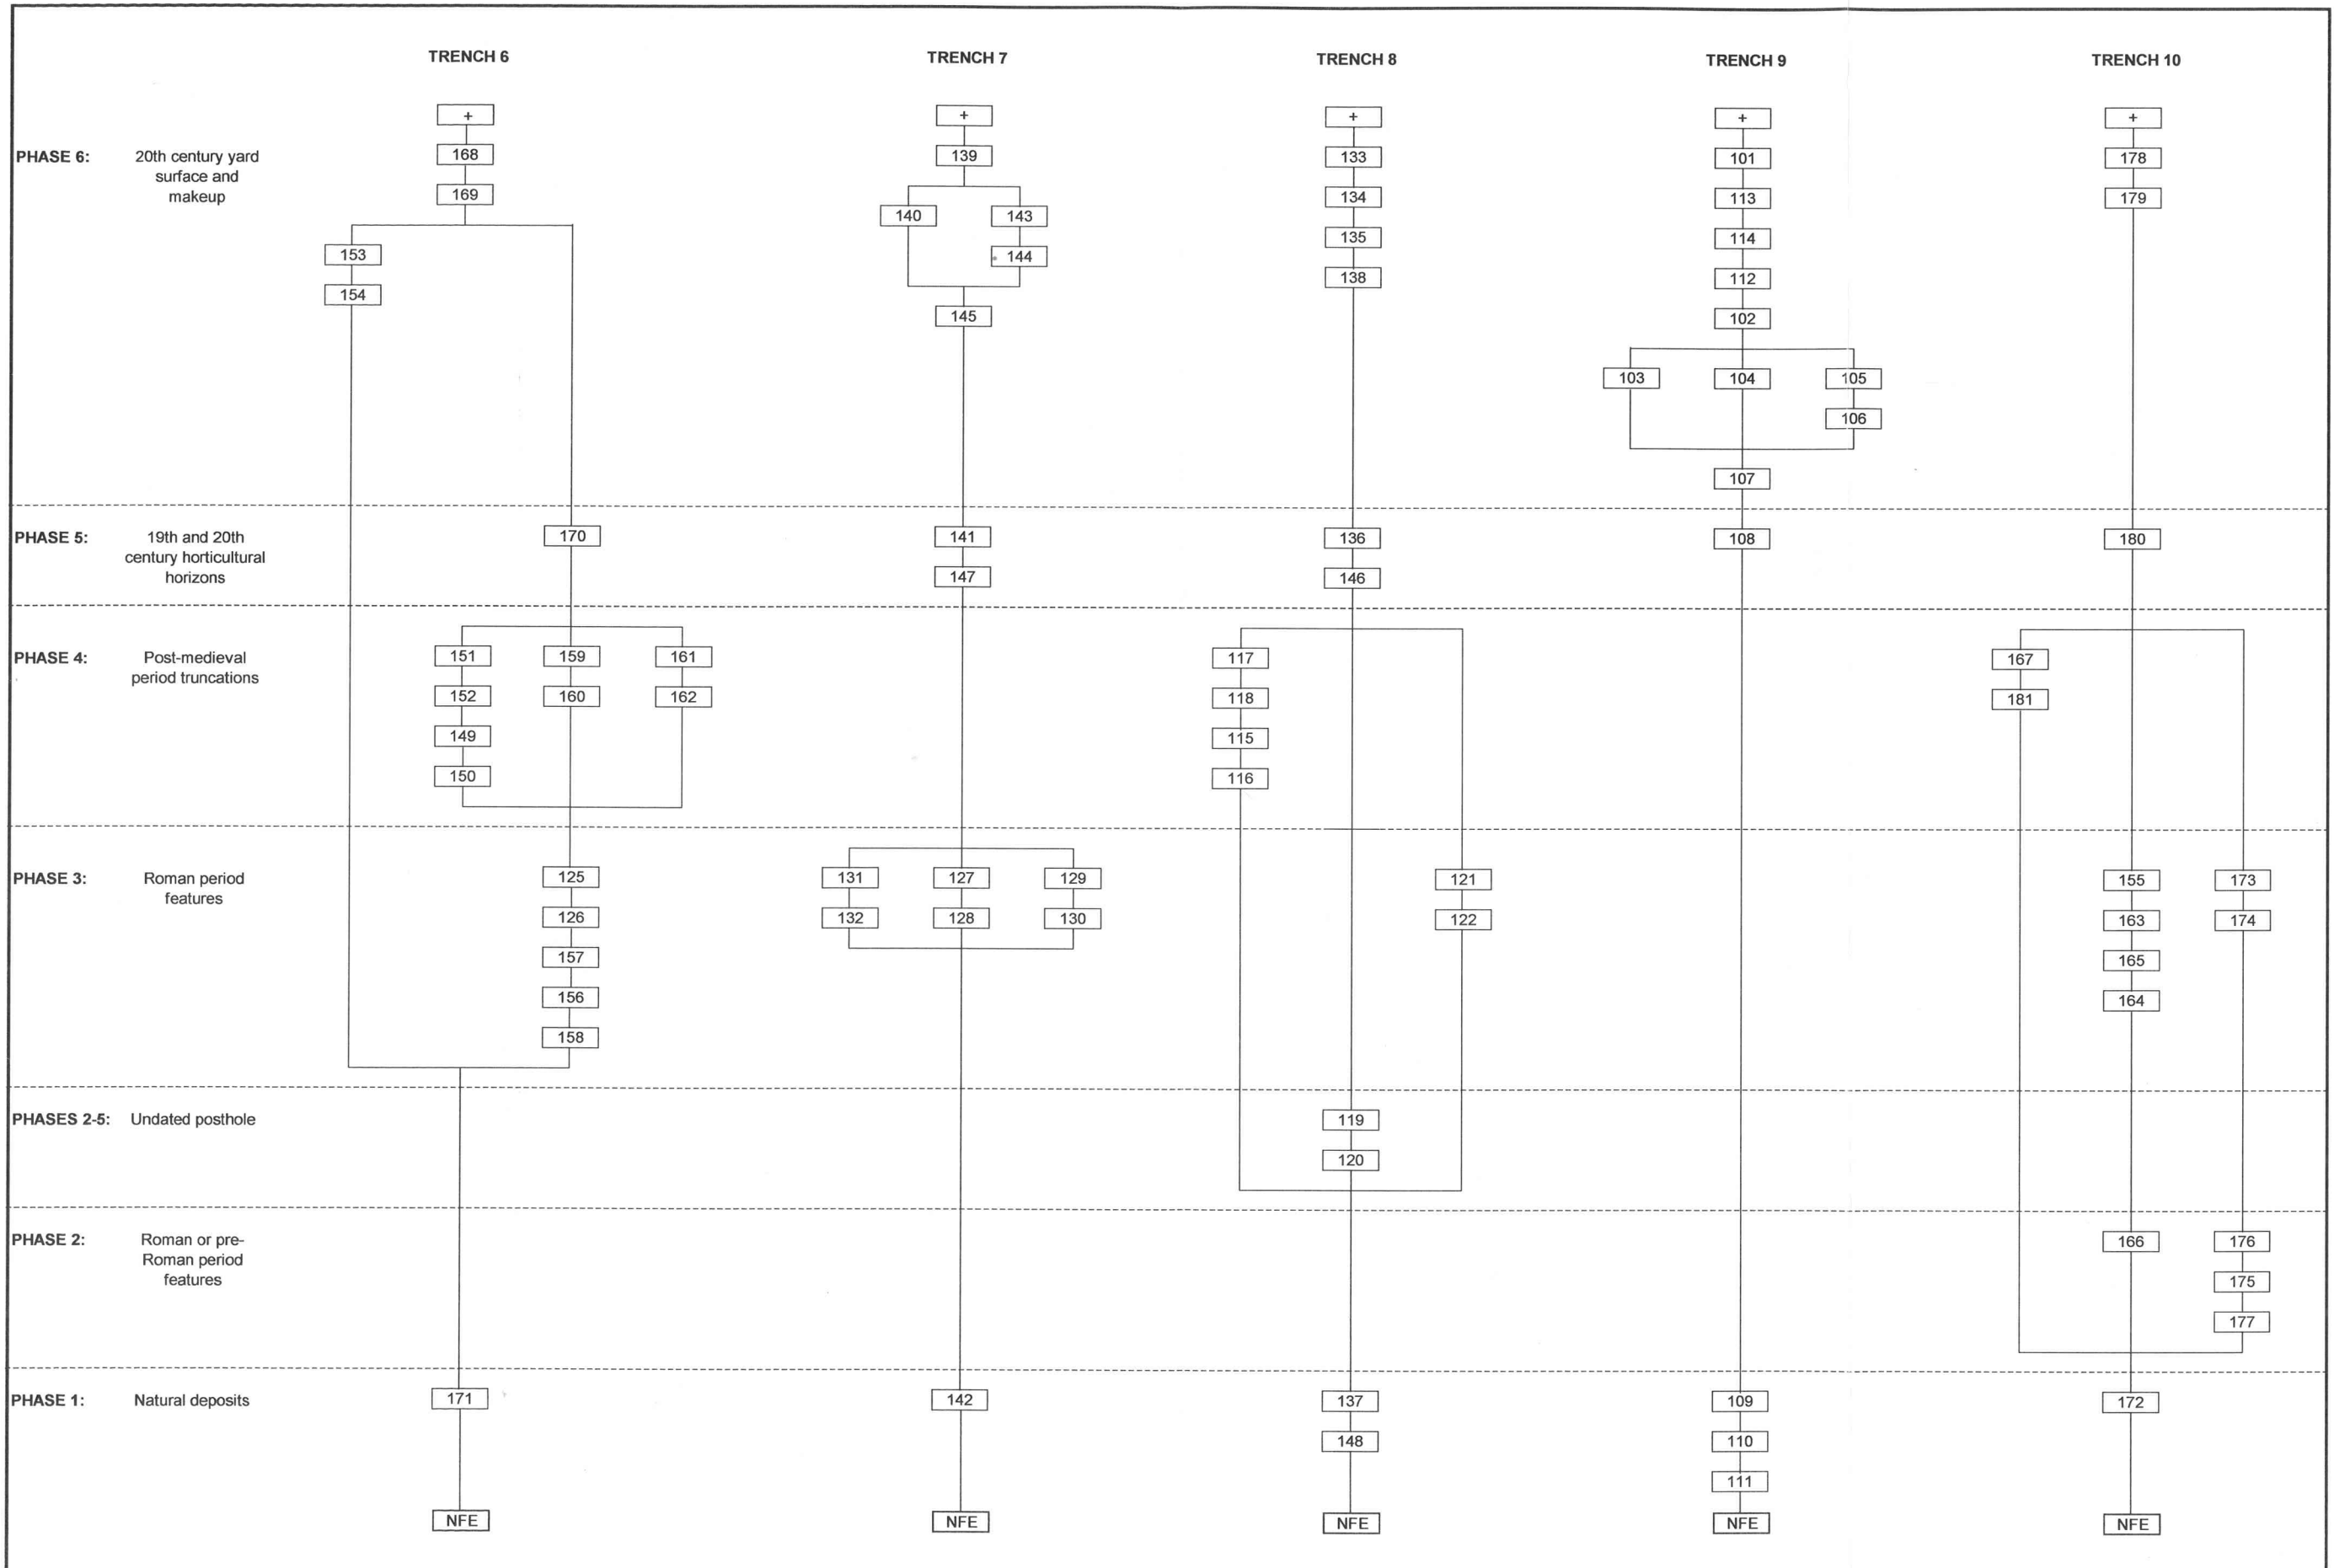 TRENCH 6 TRENCH 7 TRENCH 8 TRENCH 9 TRENCH 10
+ + + + +
PHASE 6: 20th century yard 168 139 133 101 178
surface and
makeup 169 134 113 179
140 143
135 114
153 144
138 112
154
145 102
103 104 105
106
107
PHASE 5: 19th and 20th 170 141 136 108 180
century horticultural
horizons 147 146
PHASE 4: Post-medieval 151 159 161 117 167
period truncations
152 160 162 118 181
149 115
150 116
PHASE 3: Roman period 125 131 127 129 121 155 173
features
126 132 128 130 122 163 174
157 165
156 164
158
PHASES 2-5: Undated posthole 119
120
PHASE 2: Roman or pre- 166 176
Roman period
features 175
177
PHASE 1: Natural deposits 171 142 137 109 172
148 110
111
NFE NFE NFE NFE NFE